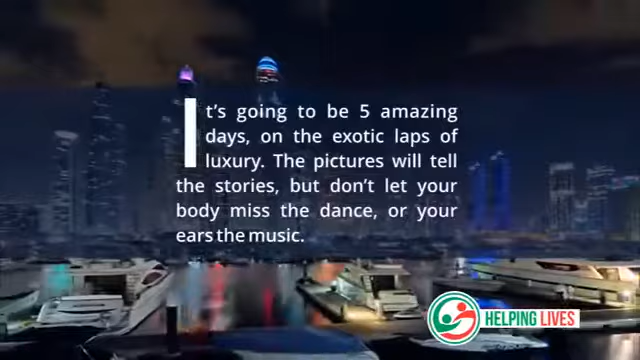 It's going to be 5 amazing
days, on the exotic laps of
luxury. The pictures will tell
the stories, but don't let your
body miss the dance, or your
ears the music.
HELPING LIVES